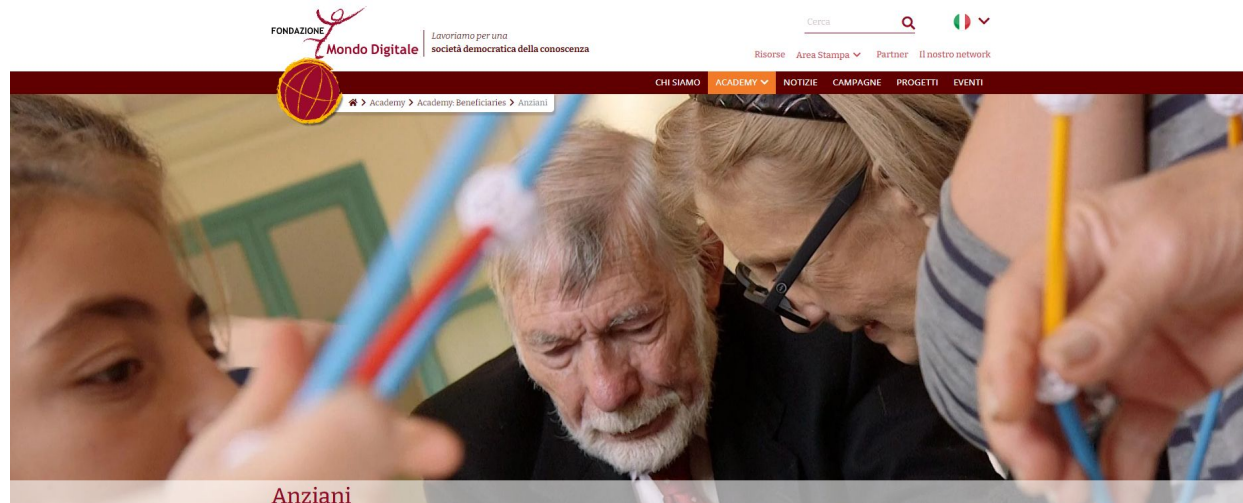 FONDAZIONE
Mondo Digitale
Lavoriamo per una
società democratica della conoscenza
Cerca
Risorse Area Stampa Partner Il nostro network
CHI SIAMO ACADEMY NOTIZIE CAMPAGNE PROGETTI EVENTI
Academy Academy: Beneficiaries Anziani
Anziani